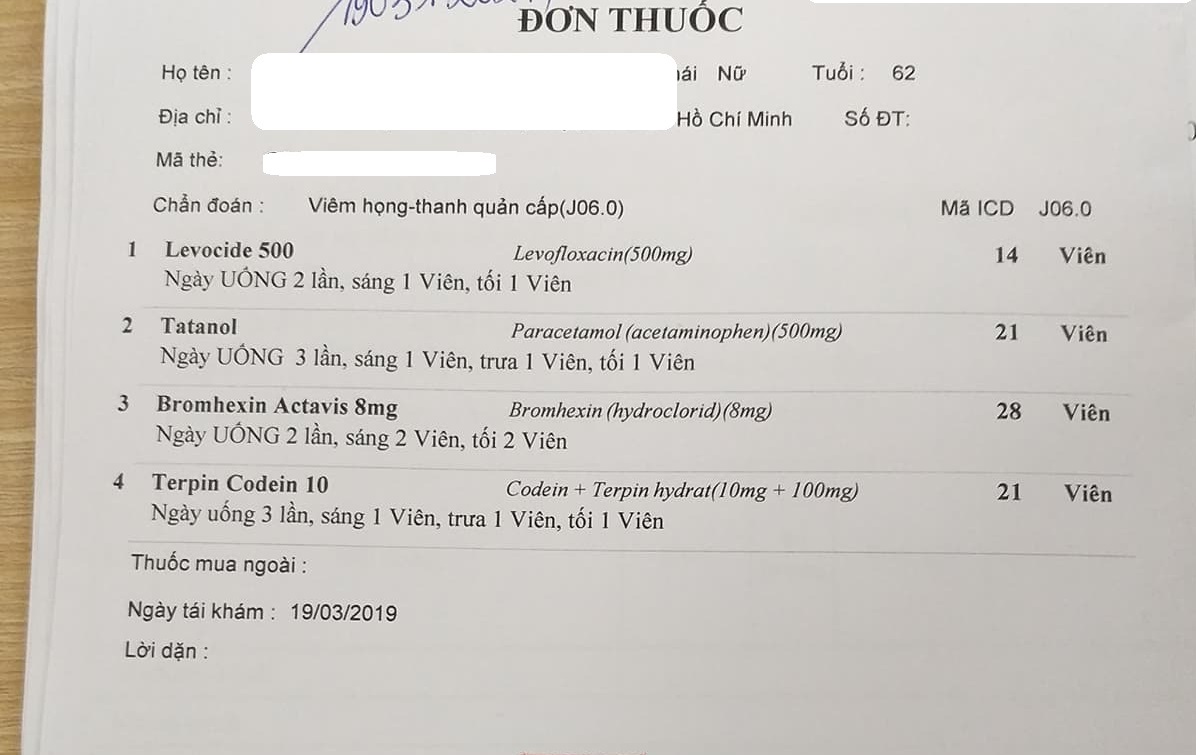 ĐƠN THUỐC
Họ tên : ái Nữ Tuổi : 62
Địa chỉ : Hồ Chí Minh Số ĐT:
Mã thẻ:
Chẩn đoán : Viêm họng-thanh quản cấp(J06.0) Mã ICD J06.0
1 Levocide 500 Levofloxacin(500mg) 14 Viên
Ngày UỐNG 2 lần, sáng 1 Viên, tối 1 Viên
2 Tatanol Paracetamol (acetaminophen)(500mg) 21 Viên
Ngày UỐNG 3 lần, sáng 1 Viên, trưa 1 Viên, tối 1 Viên
3 Bromhexin Actavis 8mg Bromhexin (hydroclorid)(8mg) 28 Viên
Ngày UỐNG 2 lần, sáng 2 Viên, tối 2 Viên
4 Terpin Codein 10 Codein + Terpin hydrat(10mg + 100mg) 21 Viên
Ngày uống 3 lần, sáng 1 Viên, trưa 1 Viên, tối 1 Viên
Thuốc mua ngoài :
Ngày tái khám : 19/03/2019
Lời dặn :